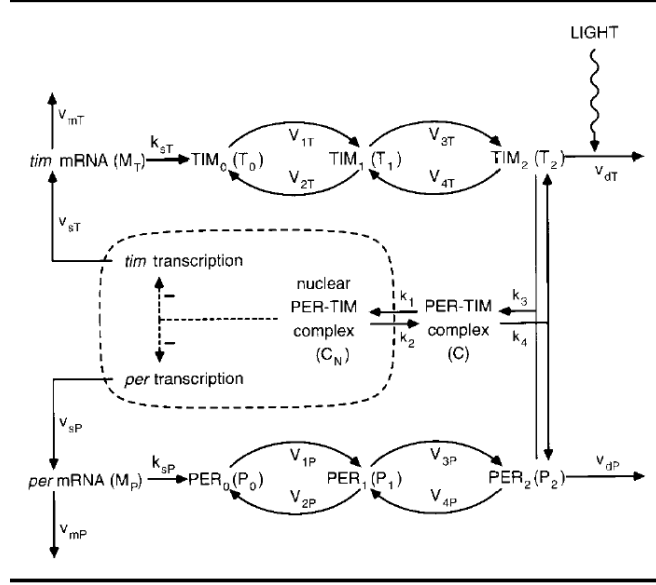 LIGHT
v_mT
k_sT
V_1T
V_3T
tim mRNA (M_T)
TIM_0 (T_0)
TIM_1 (T_1)
TIM_2 (T_2)
V_2T
V_4T
v_dT
v_sT
tim transcription
nuclear
PER-TIM
complex
(C_N)
k_1
k_2
PER-TIM
complex
(C)
k_3
k_4
–
–
per transcription
v_sP
k_sP
V_1P
V_3P
v_dP
per mRNA (M_P)
PER_0 (P_0)
PER_1 (P_1)
PER_2 (P_2)
V_2P
V_4P
v_mP